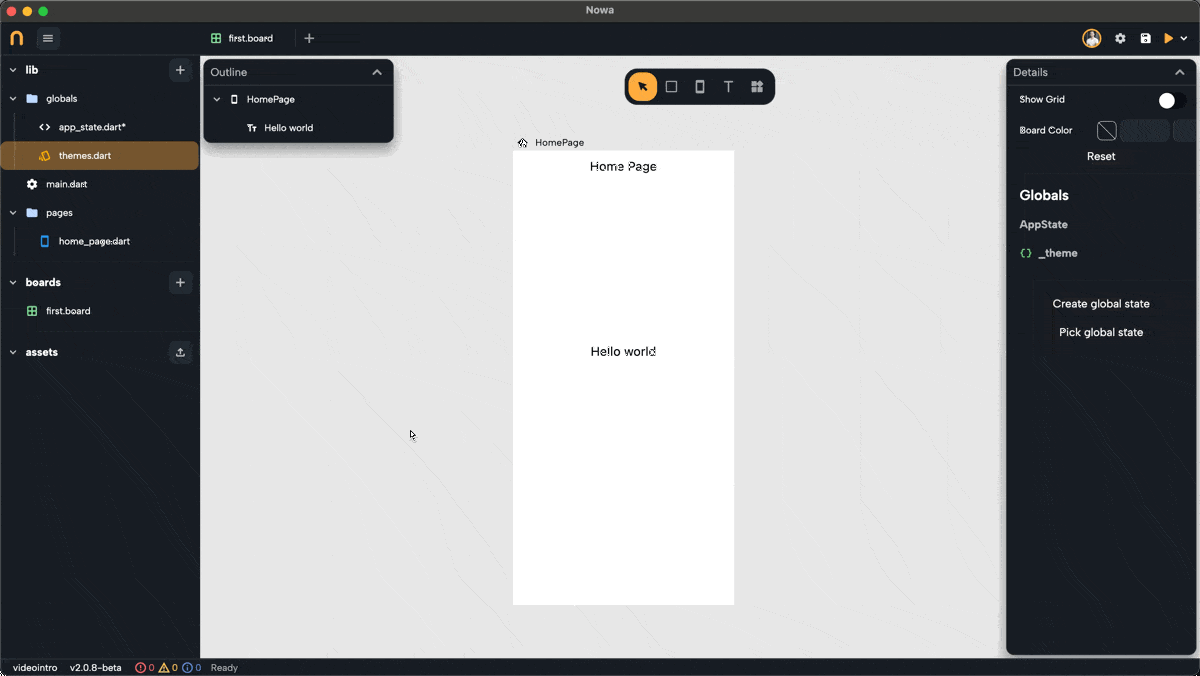 Nowa
first.board
lib
globals
app_state.dart*
themes.dart
main.dart
pages
home_page.dart
boards
first.board
assets
Outline
HomePage
Hello world
HomePage
Home Page
Hello world
Details
Show Grid
Board Color
Reset
Globals
AppState
_theme
Create global state
Pick global state
videointro v2.0.8-beta 0 0 0 Ready